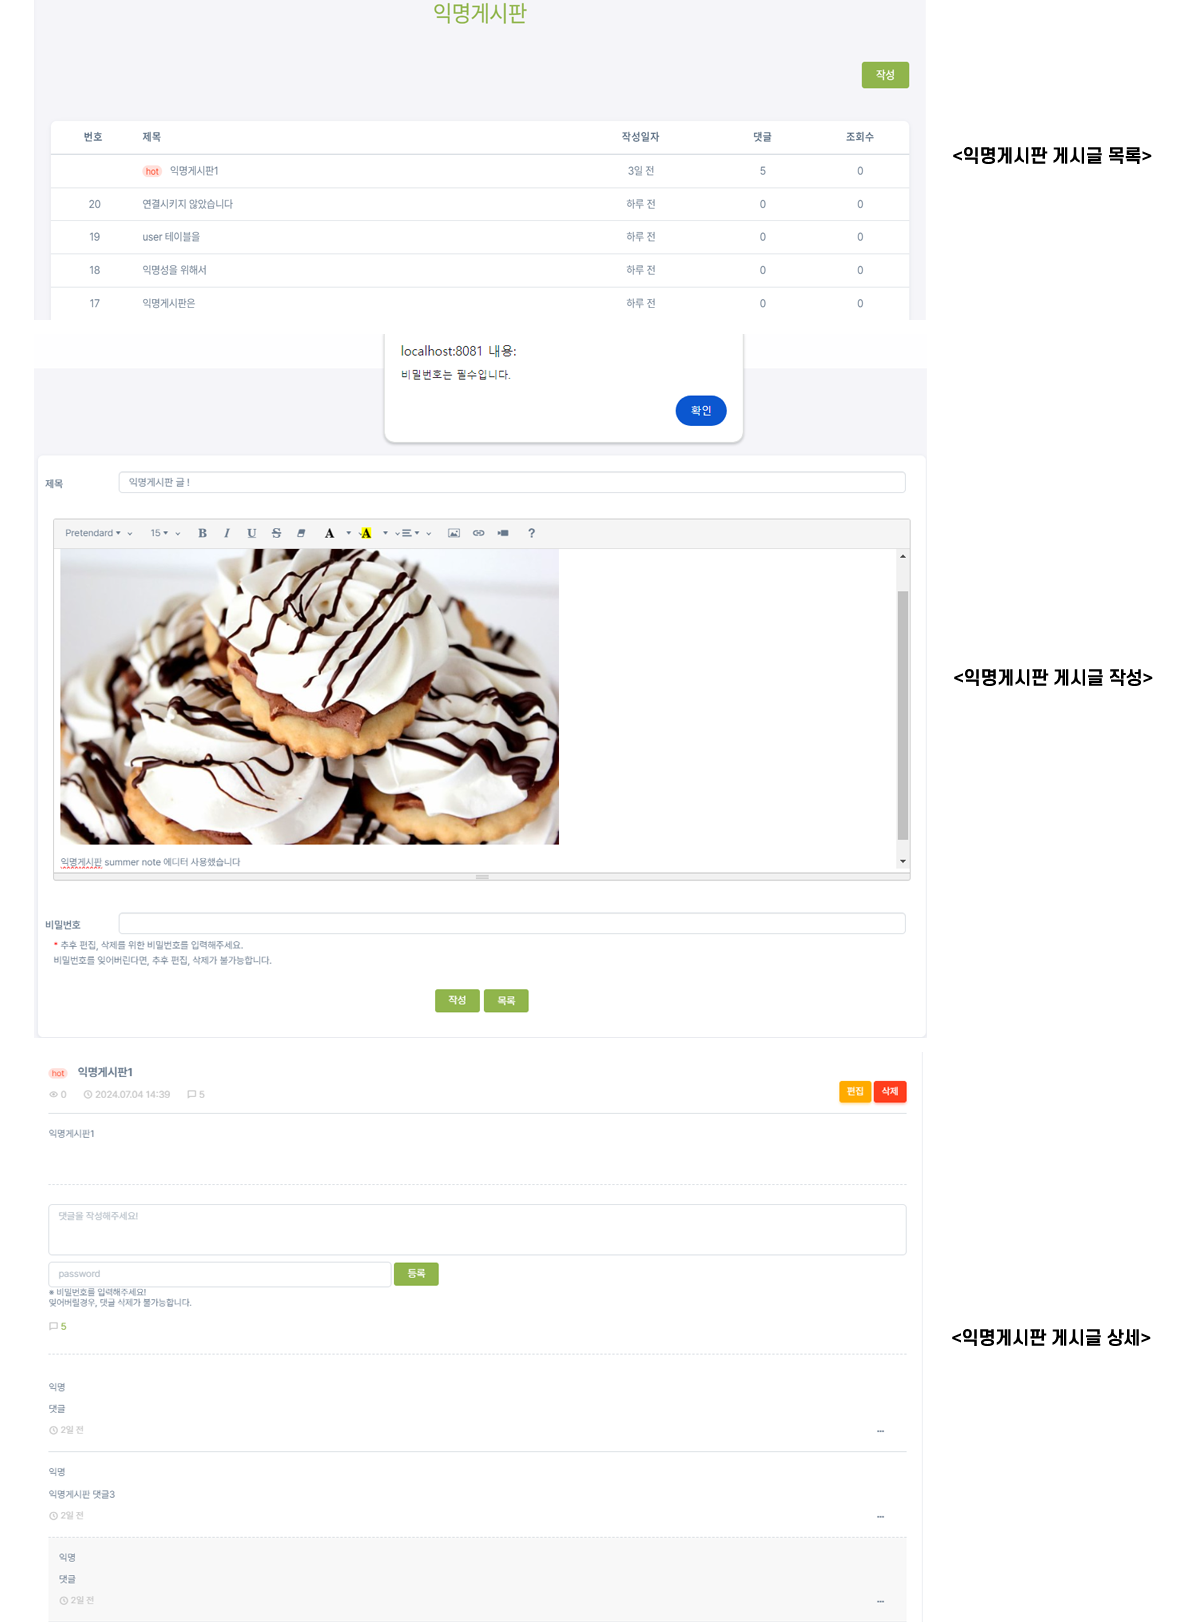 익명게시판
작성
번호 제목 작성일자 댓글 조회수
hot 익명게시판1 3일 전 5 0
20 연결시키지 않았습니다 하루 전 0 0
19 user 테이블을 하루 전 0 0
18 익명성을 위해서 하루 전 0 0
17 익명게시판은 하루 전 0 0
<익명게시판 게시글 목록>
localhost:8081 내용:
비밀번호는 필수입니다.
확인
제목 익명게시판 글 !
Pretendard 15 B I U S A A ?
익명게시판 summer note 에디터 사용했습니다
비밀번호
* 추후 편집, 삭제를 위한 비밀번호를 입력해주세요.
비밀번호를 잊어버린다면, 추후 편집, 삭제가 불가능합니다.
작성 목록
<익명게시판 게시글 작성>
hot 익명게시판1
0 2024.07.04 14:39 5
편집 삭제
익명게시판1
댓글을 작성해주세요!
password 등록
※ 비밀번호를 입력해주세요!
잊어버릴경우, 댓글 삭제가 불가능합니다.
5
익명
댓글
2일 전
익명
익명게시판 댓글3
2일 전
익명
댓글
2일 전
<익명게시판 게시글 상세>